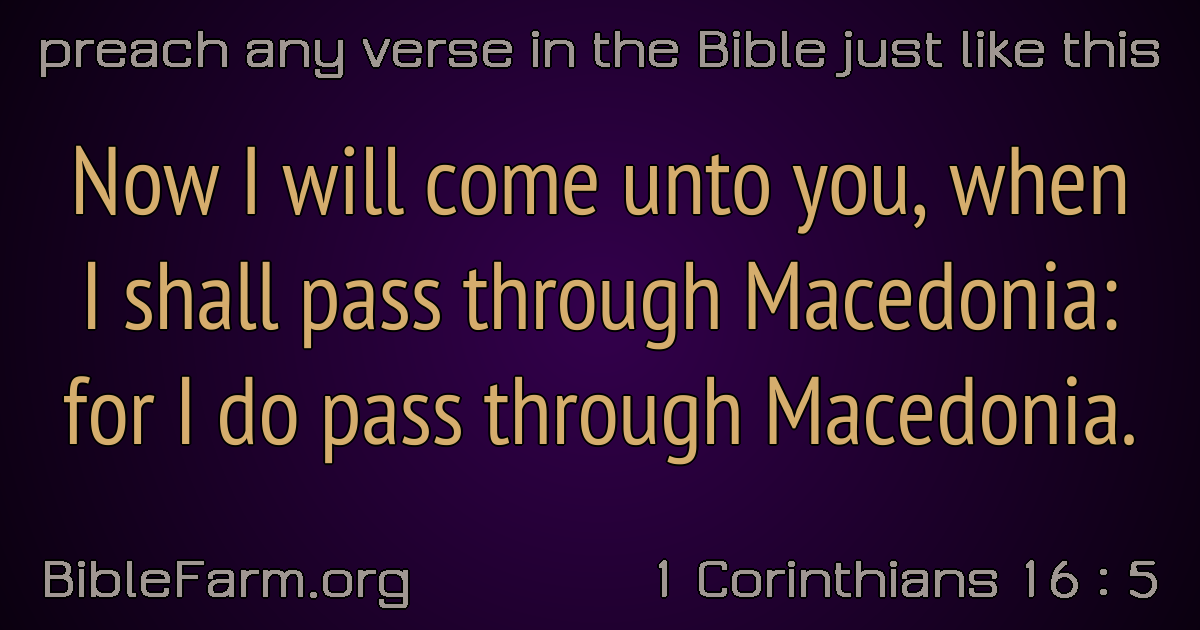 preach any verse in the Bible just like this
Now I will come unto you, when
I shall pass through Macedonia:
for I do pass through Macedonia.
BibleFarm.org
1 Corinthians 16 : 5